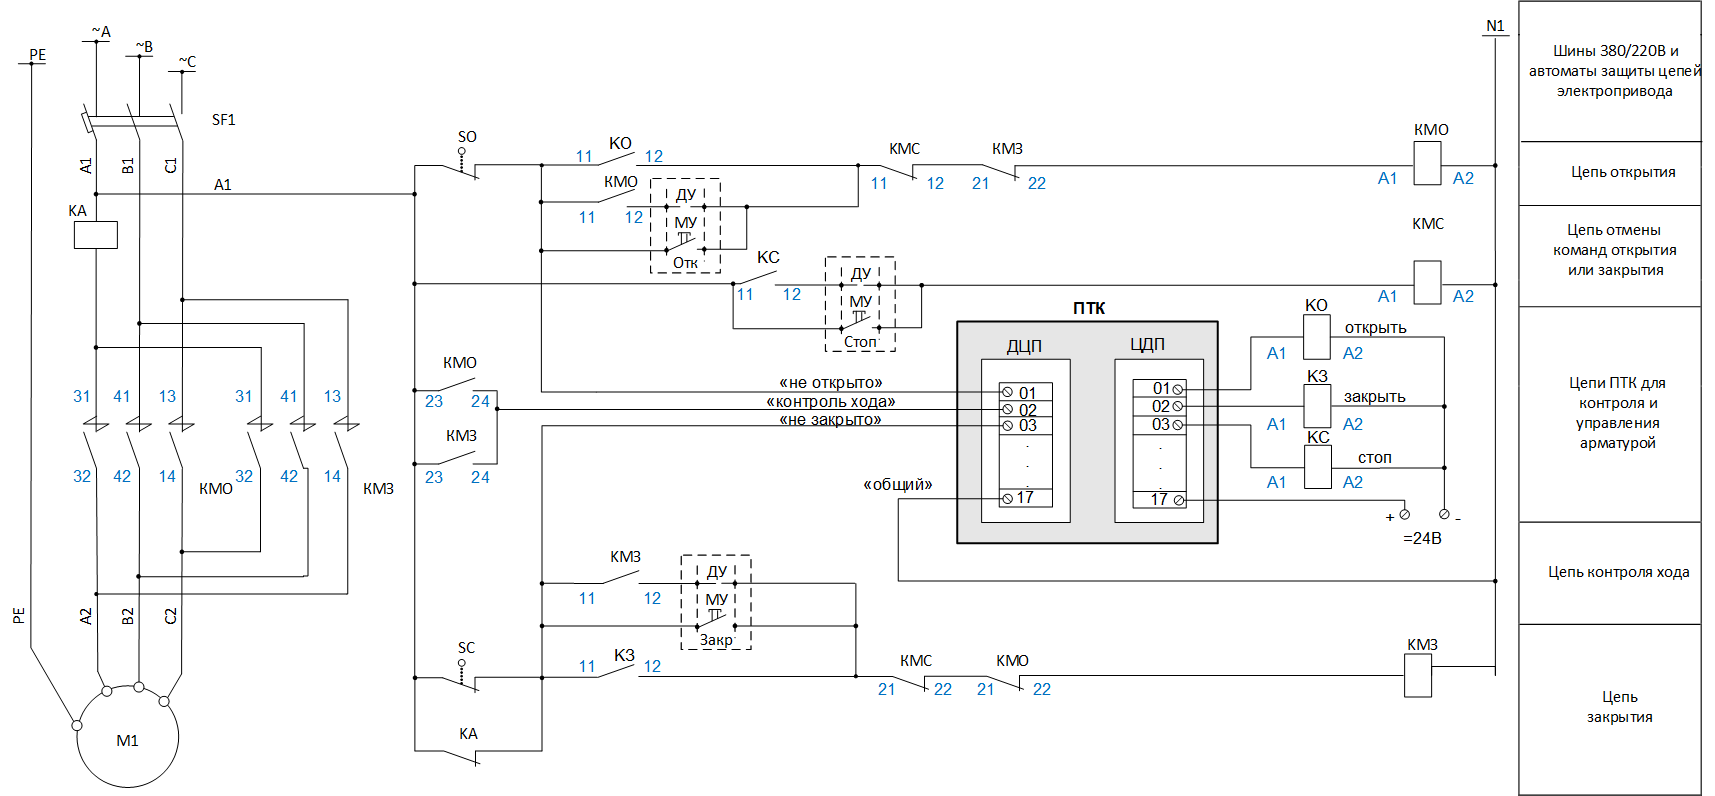 ~A
~B
~C
PE
N1
SF1
A1
B1
C1
A1
KA
31
41
13
31
41
13
32
42
14
КМО
32
42
14
КМЗ
PE
A2
B2
C2
M1
SO
КО
11
12
КМС
11
12
КМЗ
21
22
КМО
A1
A2
КМО
11
12
ДУ
МУ
Отк
КС
11
12
ДУ
МУ
Стоп
КМС
A1
A2
КМО
23
24
КМЗ
23
24
«не открыто»
«контроль хода»
«не закрыто»
«общий»
ПТК
ДЦП
01
02
03
.
.
.
17
ЦДП
01
02
03
.
.
.
17
КО
открыть
A1
A2
КЗ
закрыть
A1
A2
КС
стоп
A1
A2
+
-
=24В
КМЗ
11
12
ДУ
МУ
Закр
SC
КЗ
11
12
КМС
21
22
КМО
21
22
КМЗ
KA
Шины 380/220В и
автоматы защиты цепей
электропривода
Цепь открытия
Цепь отмены
команд открытия
или закрытия
Цепи ПТК для
контроля и
управления
арматурой
Цепь контроля хода
Цепь
закрытия